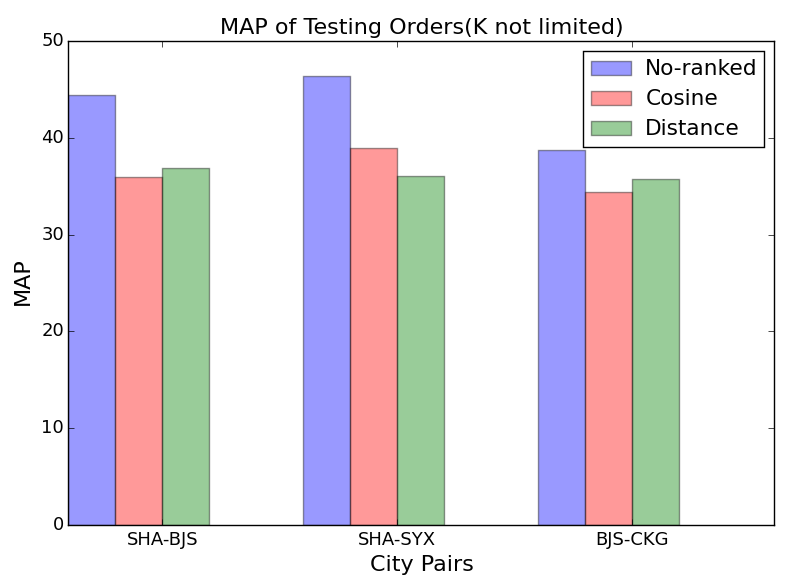 MAP of Testing Orders(K not limited)
No-ranked
Cosine
Distance
MAP
50
40
30
20
10
0
SHA-BJS SHA-SYX BJS-CKG
City Pairs